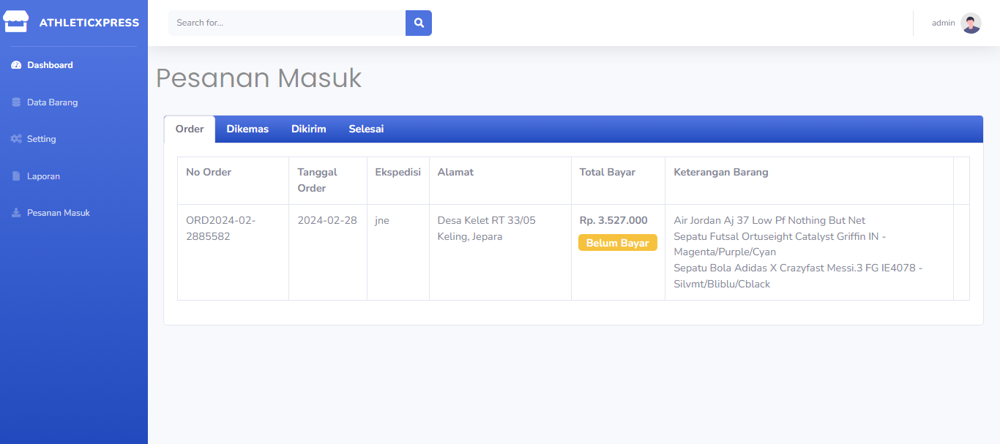 ATHLETICXPRESS
Search for...
admin
Dashboard
Data Barang
Setting
Laporan
Pesanan Masuk
Pesanan Masuk
Order Dikemas Dikirim Selesai
No Order Tanggal Order Ekspedisi Alamat Total Bayar Keterangan Barang
ORD2024-02-
2885582
2024-02-28
jne
Desa Kelet RT 33/05
Keling, Jepara
Rp. 3.527.000
Belum Bayar
Air Jordan Aj 37 Low Pf Nothing But Net
Sepatu Futsal Ortuseight Catalyst Griffin IN -
Magenta/Purple/Cyan
Sepatu Bola Adidas X Crazyfast Messi.3 FG IE4078 -
Silvmt/Bliblu/Cblack